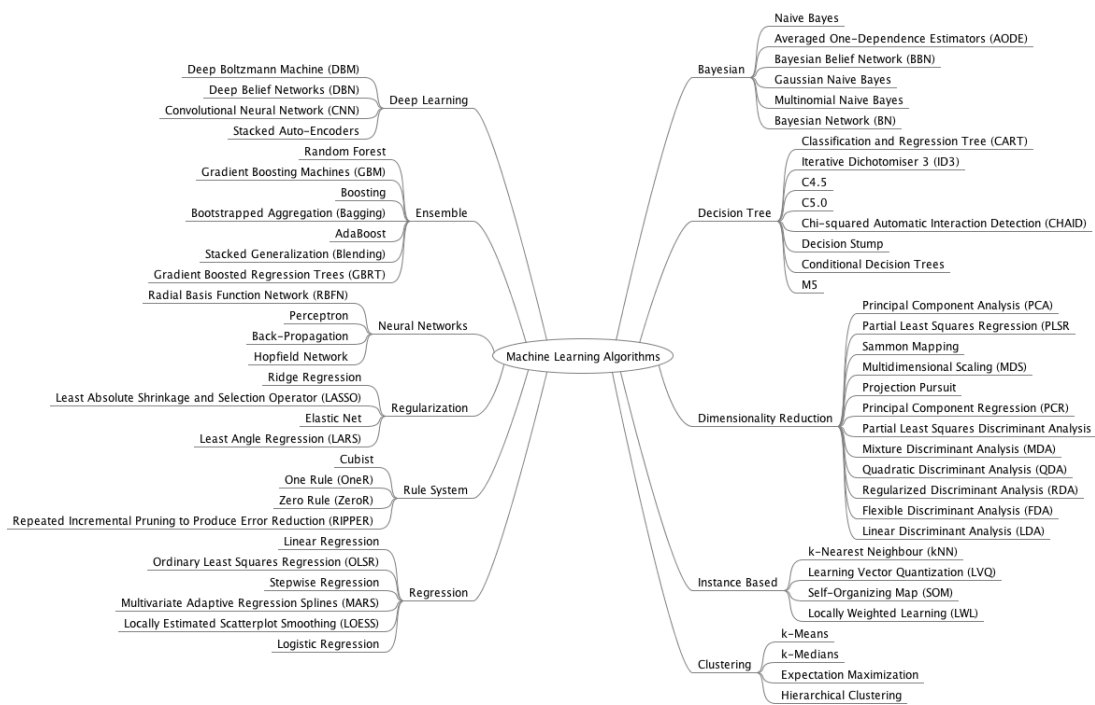 Machine Learning Algorithms
Deep Learning
Deep Boltzmann Machine (DBM)
Deep Belief Networks (DBN)
Convolutional Neural Network (CNN)
Stacked Auto-Encoders
Ensemble
Random Forest
Gradient Boosting Machines (GBM)
Boosting
Bootstrapped Aggregation (Bagging)
AdaBoost
Stacked Generalization (Blending)
Gradient Boosted Regression Trees (GBRT)
Neural Networks
Radial Basis Function Network (RBFN)
Perceptron
Back-Propagation
Hopfield Network
Regularization
Ridge Regression
Least Absolute Shrinkage and Selection Operator (LASSO)
Elastic Net
Least Angle Regression (LARS)
Rule System
Cubist
One Rule (OneR)
Zero Rule (ZeroR)
Repeated Incremental Pruning to Produce Error Reduction (RIPPER)
Regression
Linear Regression
Ordinary Least Squares Regression (OLSR)
Stepwise Regression
Multivariate Adaptive Regression Splines (MARS)
Locally Estimated Scatterplot Smoothing (LOESS)
Logistic Regression
Bayesian
Naive Bayes
Averaged One-Dependence Estimators (AODE)
Bayesian Belief Network (BBN)
Gaussian Naive Bayes
Multinomial Naive Bayes
Bayesian Network (BN)
Decision Tree
Classification and Regression Tree (CART)
Iterative Dichotomiser 3 (ID3)
C4.5
C5.0
Chi-squared Automatic Interaction Detection (CHAID)
Decision Stump
Conditional Decision Trees
M5
Dimensionality Reduction
Principal Component Analysis (PCA)
Partial Least Squares Regression (PLSR
Sammon Mapping
Multidimensional Scaling (MDS)
Projection Pursuit
Principal Component Regression (PCR)
Partial Least Squares Discriminant Analysis
Mixture Discriminant Analysis (MDA)
Quadratic Discriminant Analysis (QDA)
Regularized Discriminant Analysis (RDA)
Flexible Discriminant Analysis (FDA)
Linear Discriminant Analysis (LDA)
Instance Based
k-Nearest Neighbour (kNN)
Learning Vector Quantization (LVQ)
Self-Organizing Map (SOM)
Locally Weighted Learning (LWL)
Clustering
k-Means
k-Medians
Expectation Maximization
Hierarchical Clustering